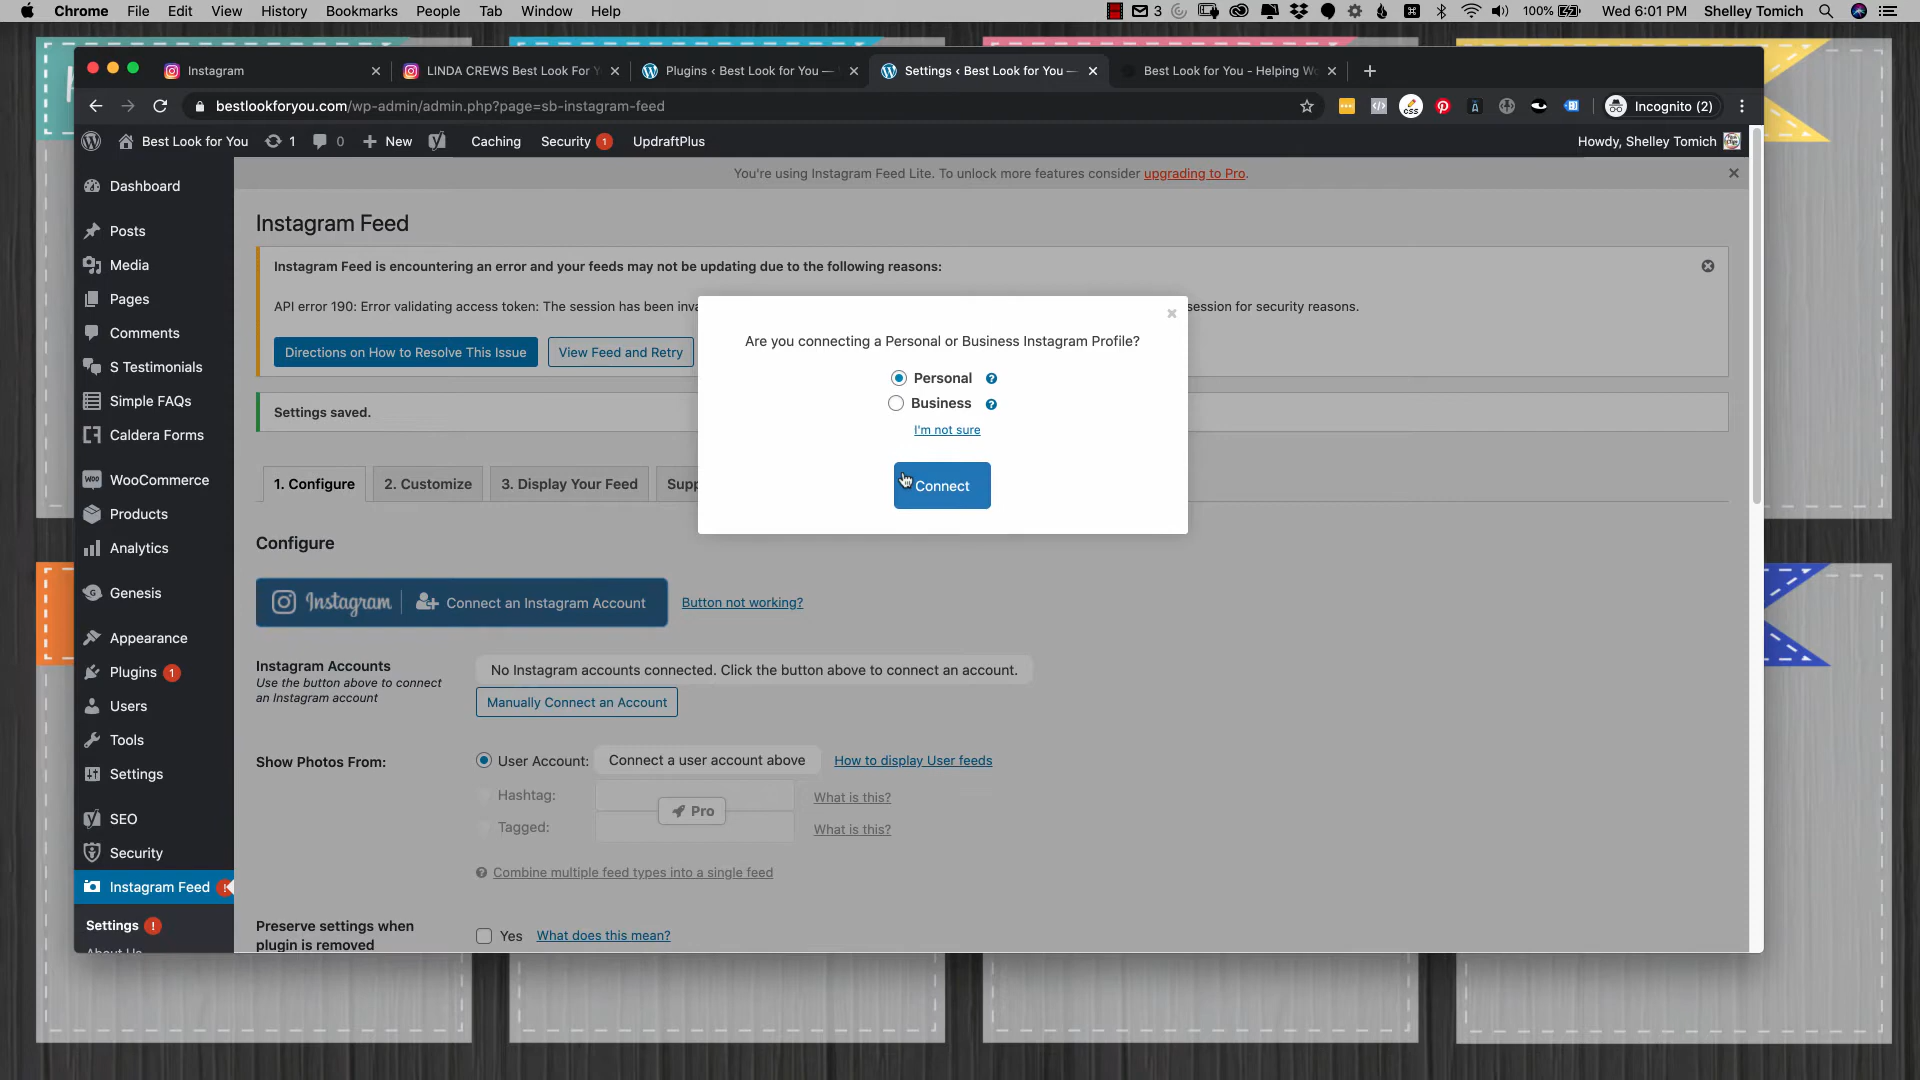 Chrome File Edit View History Bookmarks People Tab Window Help 3 100% Wed 6:01 PM Shelley Tomich
Instagram LINDA CREWS Best Look For Y Plugins ‹ Best Look for You — Settings ‹ Best Look for You — Best Look for You - Helping Wo
bestlookforyou.com/wp-admin/admin.php?page=sb-instagram-feed css Incognito (2)
Best Look for You 1 0 New Caching Security 1 UpdraftPlus Howdy, Shelley Tomich
You're using Instagram Feed Lite. To unlock more features consider upgrading to Pro.
Dashboard
Posts
Media
Pages
Comments
S Testimonials
Simple FAQs
Caldera Forms
WooCommerce
Products
Analytics
Genesis
Appearance
Plugins 1
Users
Tools
Settings
SEO
Security
Instagram Feed !
Settings !
About Us
Instagram Feed
Instagram Feed is encountering an error and your feeds may not be updating due to the following reasons:
API error 190: Error validating access token: The session has been inva session for security reasons.
Directions on How to Resolve This Issue View Feed and Retry
Settings saved.
1. Configure 2. Customize 3. Display Your Feed Supp
Are you connecting a Personal or Business Instagram Profile?
Personal
Business
I'm not sure
Connect
Configure
Instagram Connect an Instagram Account Button not working?
Instagram Accounts
Use the button above to connect
an Instagram account
No Instagram accounts connected. Click the button above to connect an account.
Manually Connect an Account
Show Photos From:
User Account: Connect a user account above How to display User feeds
Hashtag: What is this?
Pro
Tagged: What is this?
Combine multiple feed types into a single feed
Preserve settings when
plugin is removed
Yes What does this mean?